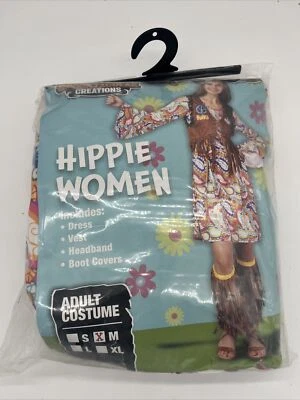 CREATIONS
HIPPIE
WOMEN
Includes:
• Dress
• Vest
• Headband
• Boot Covers
ADULT
COSTUME
S X M
L XL